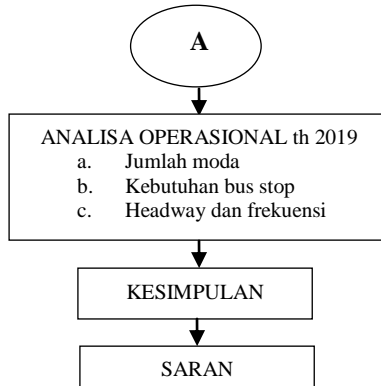 A
ANALISA OPERASIONAL th 2019
a. Jumlah moda
b. Kebutuhan bus stop
c. Headway dan frekuensi
KESIMPULAN
SARAN